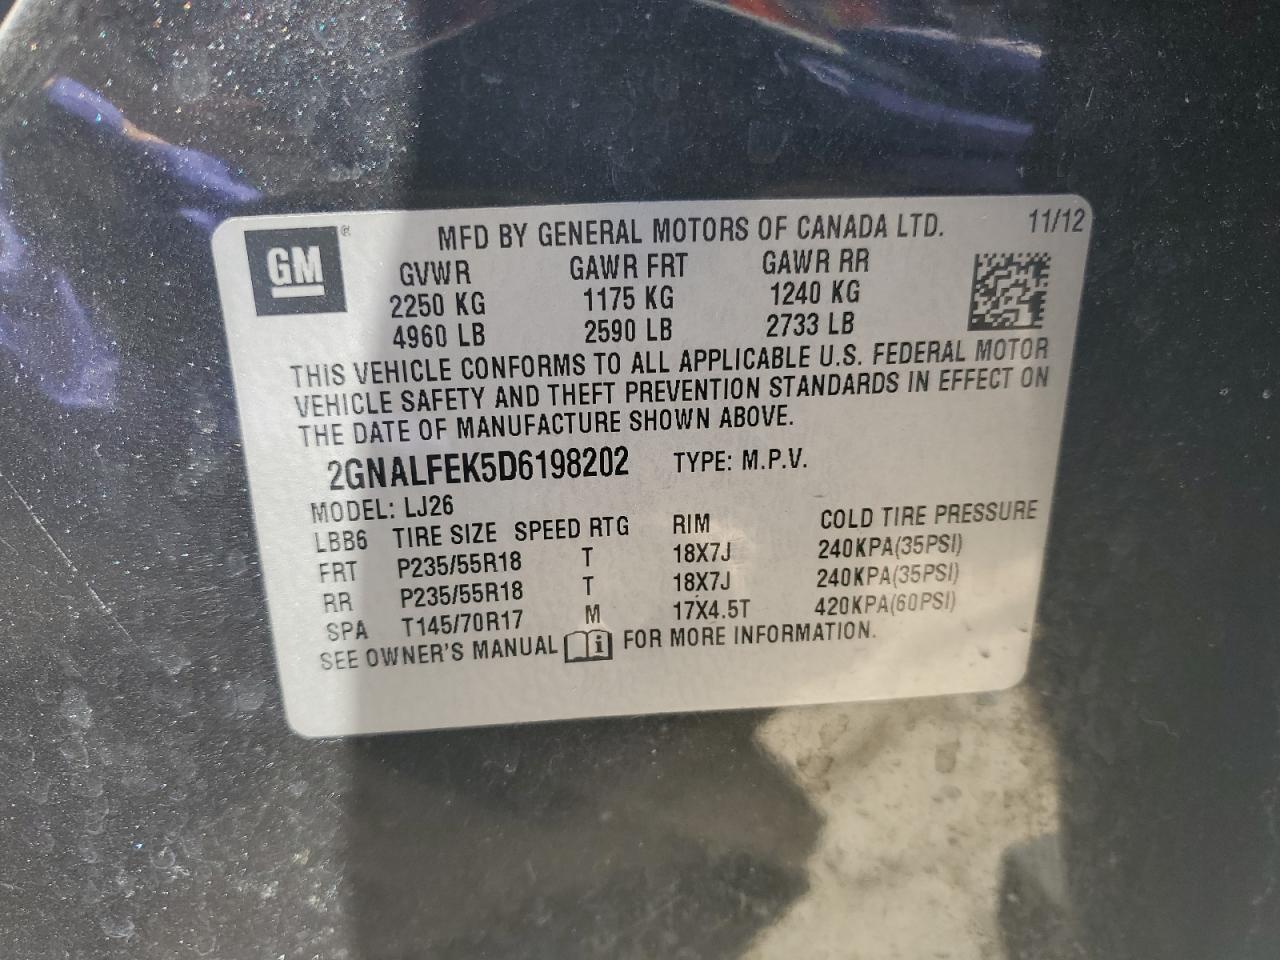 GM ® MFD BY GENERAL MOTORS OF CANADA LTD. 11/12
GVWR GAWR FRT GAWR RR
2250 KG 1175 KG 1240 KG
4960 LB 2590 LB 2733 LB
THIS VEHICLE CONFORMS TO ALL APPLICABLE U.S. FEDERAL MOTOR
VEHICLE SAFETY AND THEFT PREVENTION STANDARDS IN EFFECT ON
THE DATE OF MANUFACTURE SHOWN ABOVE.
2GNALFEK5D6198202 TYPE: M.P.V.
MODEL: LJ26
LBB6 TIRE SIZE SPEED RTG RIM COLD TIRE PRESSURE
FRT P235/55R18 T 18X7J 240KPA(35PSI)
RR P235/55R18 T 18X7J 240KPA(35PSI)
SPA T145/70R17 M 17X4.5T 420KPA(60PSI)
SEE OWNER'S MANUAL i FOR MORE INFORMATION.